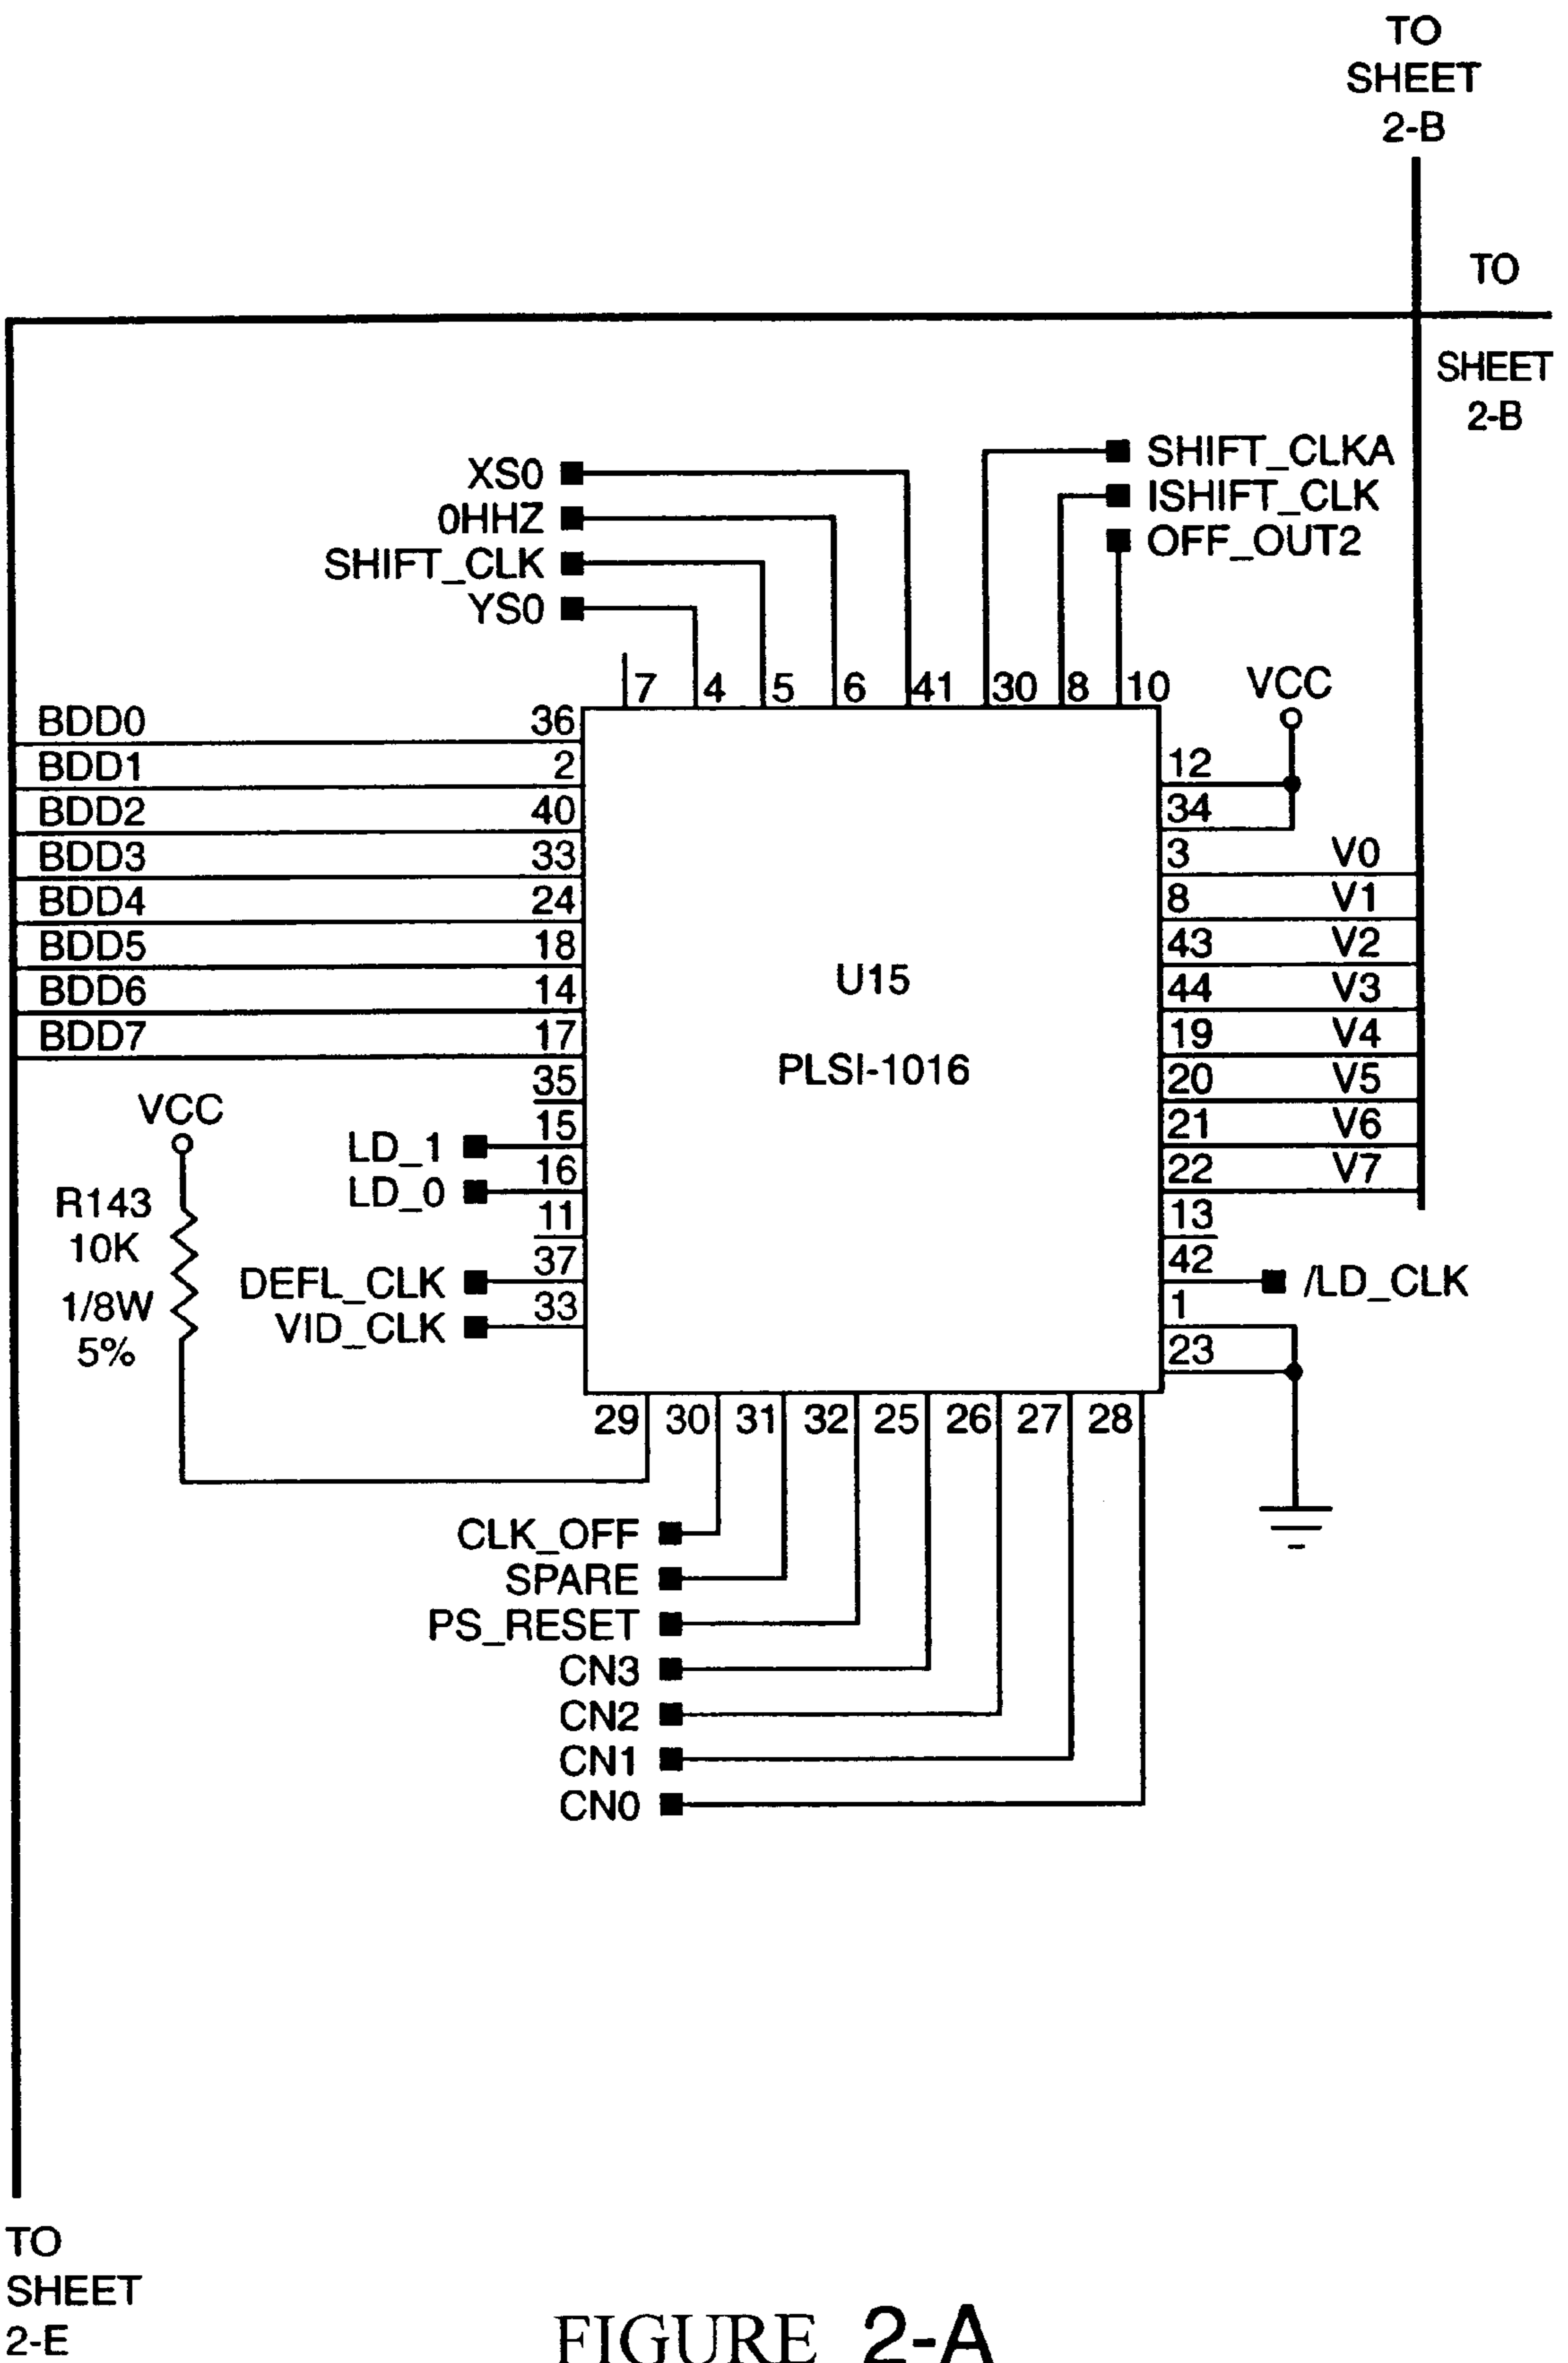 TO
SHEET
2-B
TO
SHEET
2-B
XS0
0HHZ
SHIFT_CLK
YS0
SHIFT_CLKA
ISHIFT_CLK
OFF_OUT2
7 4 5 6 41 30 8 10
VCC
BDD0 36
BDD1 2
BDD2 40
BDD3 33
BDD4 24
BDD5 18
BDD6 14
BDD7 17
35
LD_1 15
LD_0 16
11
DEFL_CLK 37
VID_CLK 33
VCC
R143
10K
1/8W
5%
U15
PLSI-1016
12
34
3 V0
8 V1
43 V2
44 V3
19 V4
20 V5
21 V6
22 V7
13
42 /LD_CLK
1
23
29 30 31 32 25 26 27 28
CLK_OFF
SPARE
PS_RESET
CN3
CN2
CN1
CN0
TO
SHEET
2-E
FIGURE 2-A